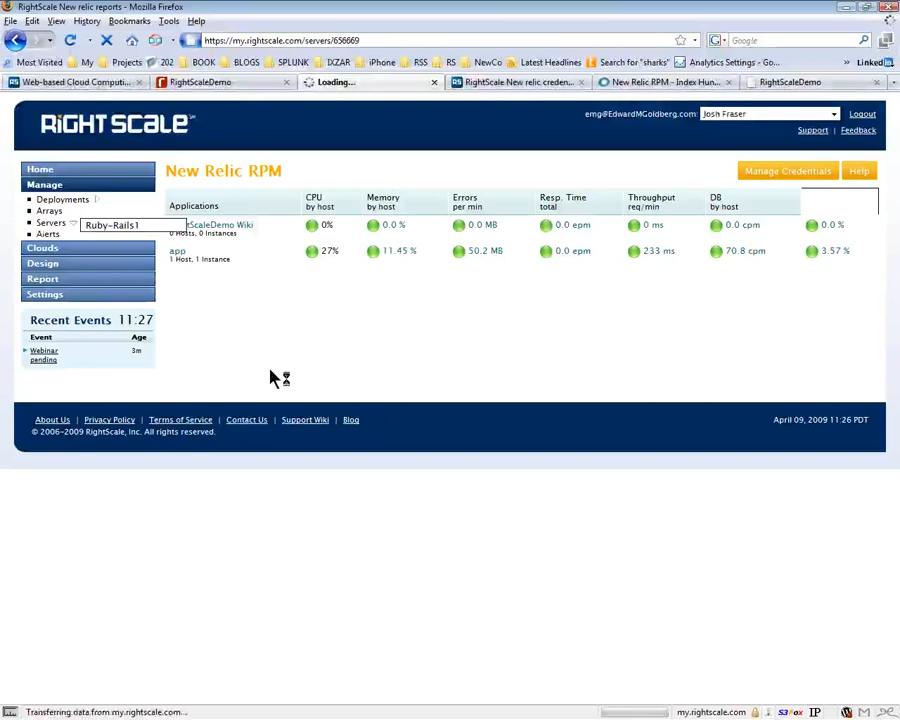 RightScale New relic reports - Mozilla Firefox
File Edit View History Bookmarks Tools Help
https://my.rightscale.com/servers/656669
Google
Most Visited My Projects 202 BOOK BLOGS SPLUNK DZAR iPhone RSS RS NewCo Latest Headlines Search for "sharks" Analytics Settings - Go... » LinkedIn
Web-based Cloud Computi... RightScaleDemo Loading... RightScale New relic creden... New Relic RPM - Index Hun... RightScaleDemo
RIGHTSCALE
emg@EdwardMGoldberg.com: Josh Fraser Logout
Support | Feedback
Home
Manage
Deployments
Arrays
Servers
Ruby-Rails1
Alerts
Clouds
Design
Report
Settings
Recent Events 11:27
Event Age
Webinar 3m
pending
New Relic RPM
Manage Credentials Help
Applications CPU by host Memory by host Errors per min Resp. Time total Throughput req/min DB by host
tScaleDemo Wiki 0% 0.0 % 0.0 MB 0.0 epm 0 ms 0.0 cpm 0.0 %
0 Hosts, 0 Instances
app 27% 11.45 % 50.2 MB 0.0 epm 233 ms 70.8 cpm 3.57 %
1 Host, 1 Instance
About Us | Privacy Policy | Terms of Service | Contact Us | Support Wiki | Blog April 09, 2009 11:26 PDT
© 2006-2009 RightScale, Inc. All rights reserved.
Transferring data from my.rightscale.com... my.rightscale.com S3Fox IP